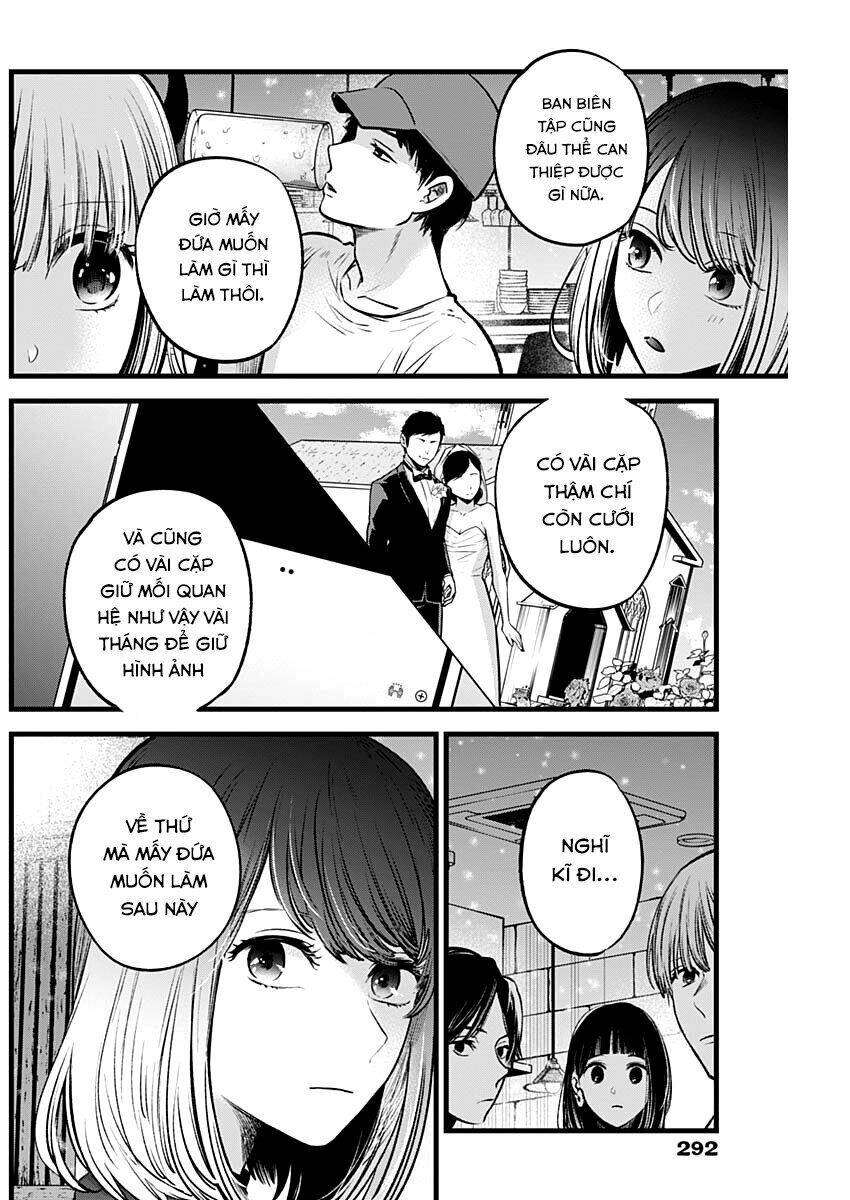 BAN BIÊN
TẬP CŨNG
ĐÂU THỂ CAN
THIỆP ĐƯỢC
GÌ NỮA.
GIỜ MẤY
ĐỨA MUỐN
LÀM GÌ THÌ
LÀM THÔI.
CÓ VÀI CẶP
THẬM CHÍ
CÒN CƯỚI
LUÔN.
VÀ CŨNG
CÓ VÀI CẶP
GIỮ MỐI QUAN
HỆ NHƯ VẬY VÀI
THÁNG ĐỂ GIỮ
HÌNH ẢNH
NGHĨ
KĨ ĐI...
VỀ THỨ
MÀ MẤY ĐỨA
MUỐN LÀM
SAU NÀY
292